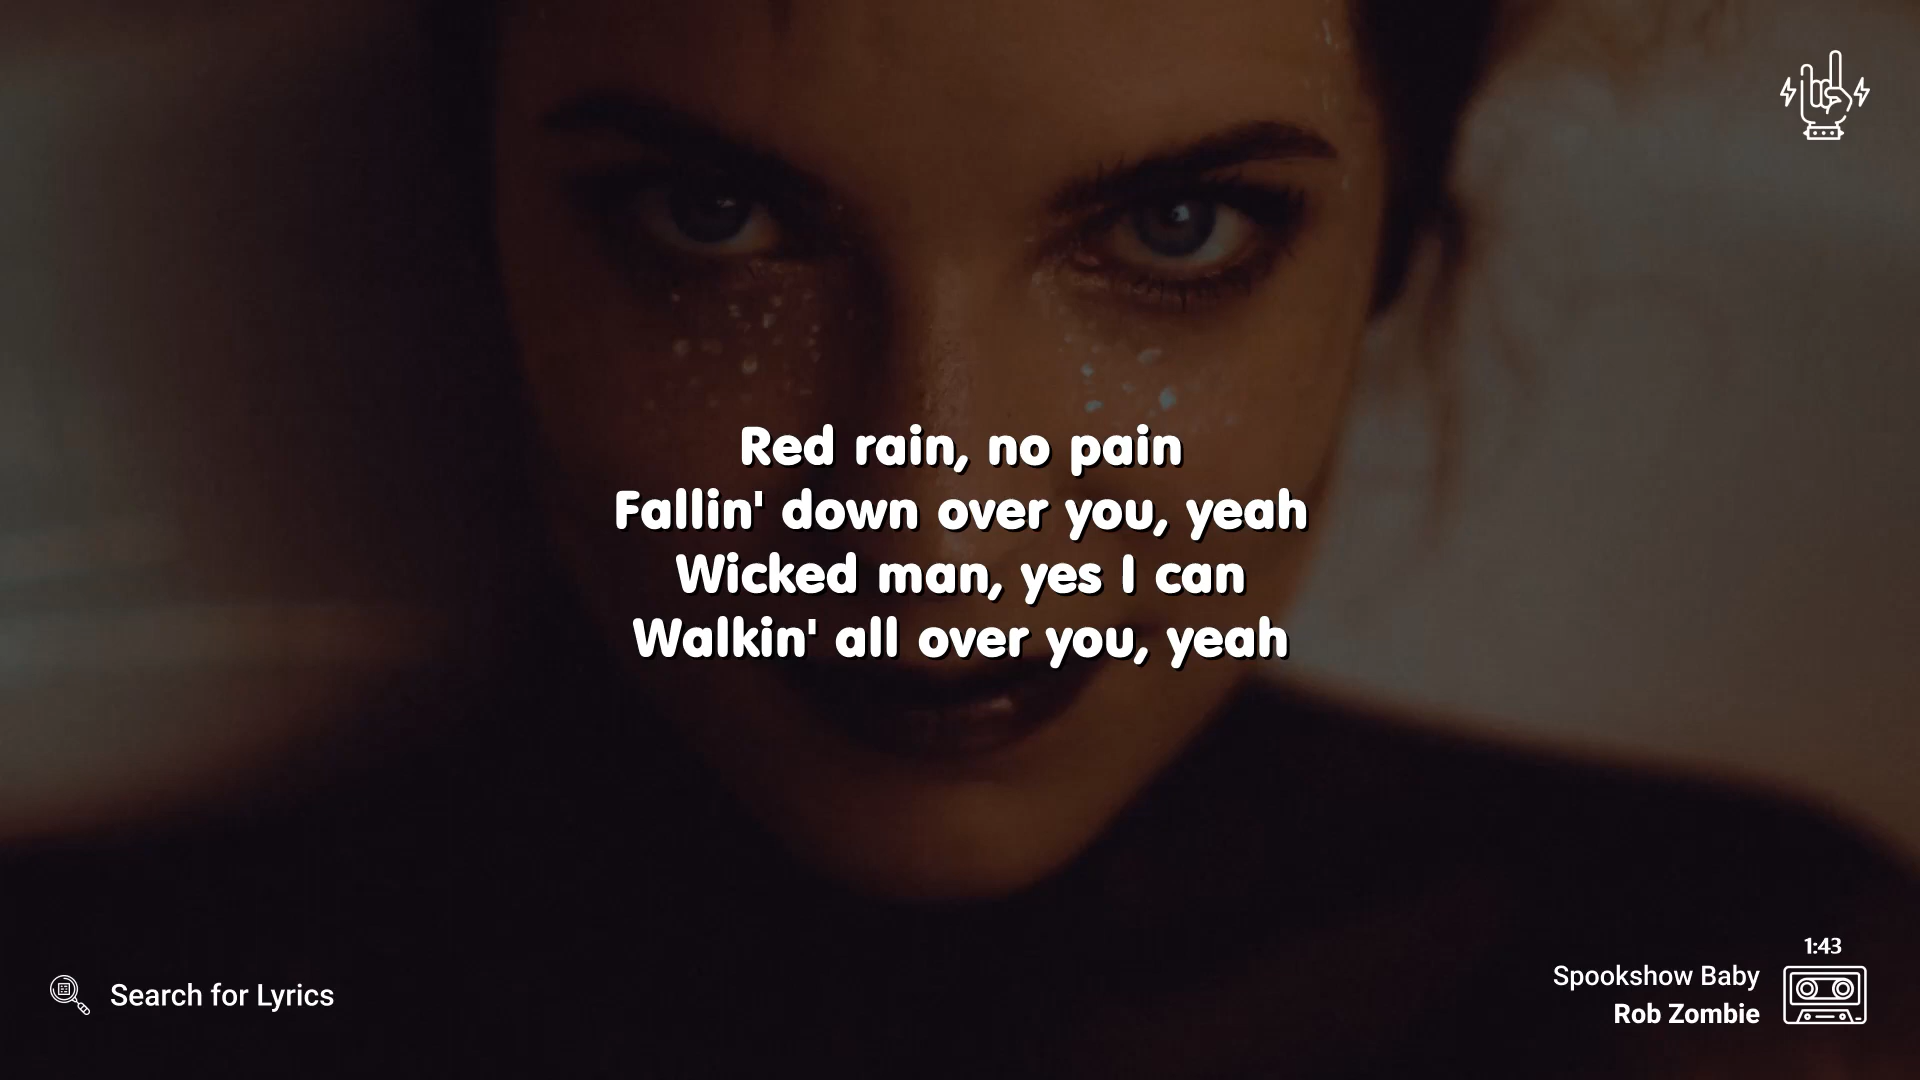 Red rain, no pain
Fallin' down over you, yeah
Wicked man, yes I can
Walkin' all over you, yeah
1:43
Spookshow Baby
Rob Zombie
Search for Lyrics